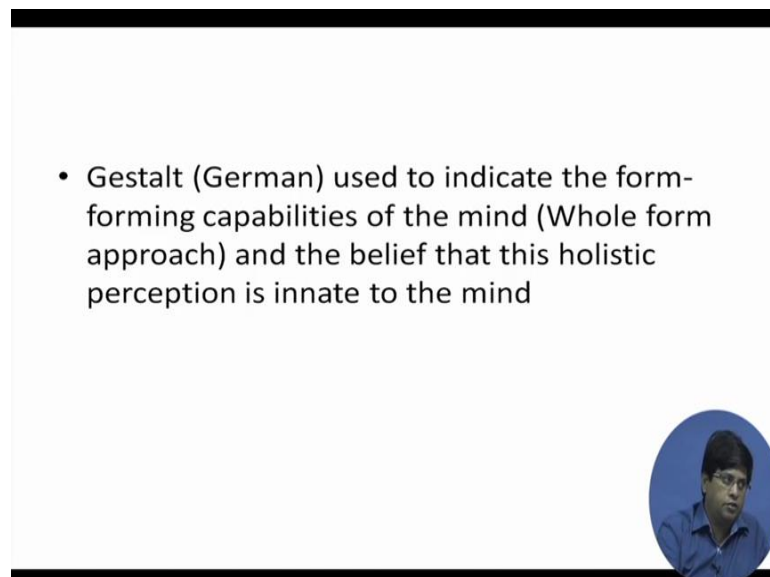 • Gestalt (German) used to indicate the form-
forming capabilities of the mind (Whole form
approach) and the belief that this holistic
perception is innate to the mind